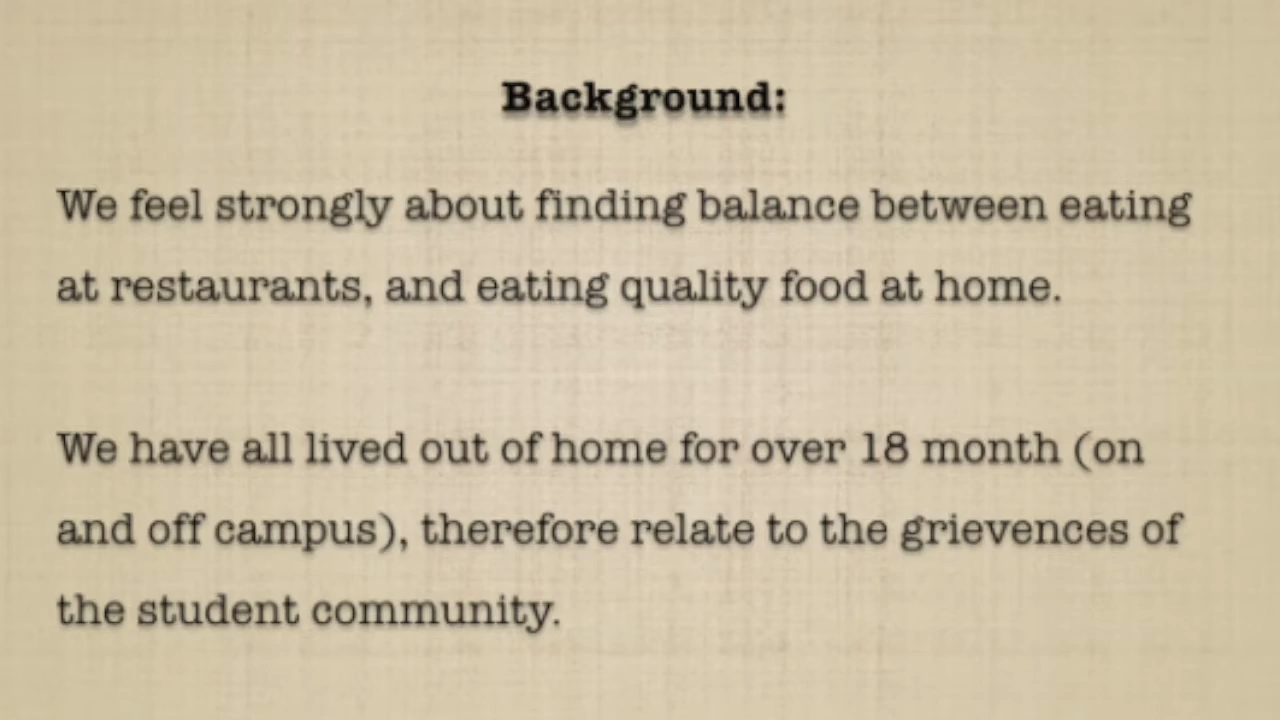 Background:
We feel strongly about finding balance between eating
at restaurants, and eating quality food at home.
We have all lived out of home for over 18 month (on
and off campus), therefore relate to the grievences of
the student community.